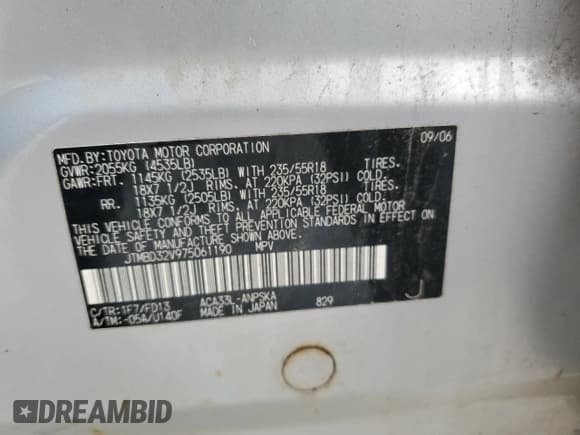 MFD.BY:TOYOTA MOTOR CORPORATION 09/06
GVWR:2055KG (4535LB)
GAWR:FRT. 1145KG (2535LB) WITH 235/55R18 TIRES.
18X7 1/2J RIMS. AT 220KPA (32PSI) COLD.
RR. 1135KG (2505LB) WITH 235/55R18 TIRES.
18X7 1/2J RIMS. AT 220KPA (32PSI) COLD.
THIS VEHICLE CONFORMS TO ALL APPLICABLE FEDERAL MOTOR
VEHICLE SAFETY AND THEFT PREVENTION STANDARDS IN
EFFECT ON THE DATE OF MANUFACTURE SHOWN ABOVE.
JTMBD32V975061190 MPV
C/TR:1F7/FD13 ACA33L-ANPSKA 829
A/TM:-05A/U140F MADE IN JAPAN
J
DREAMBID